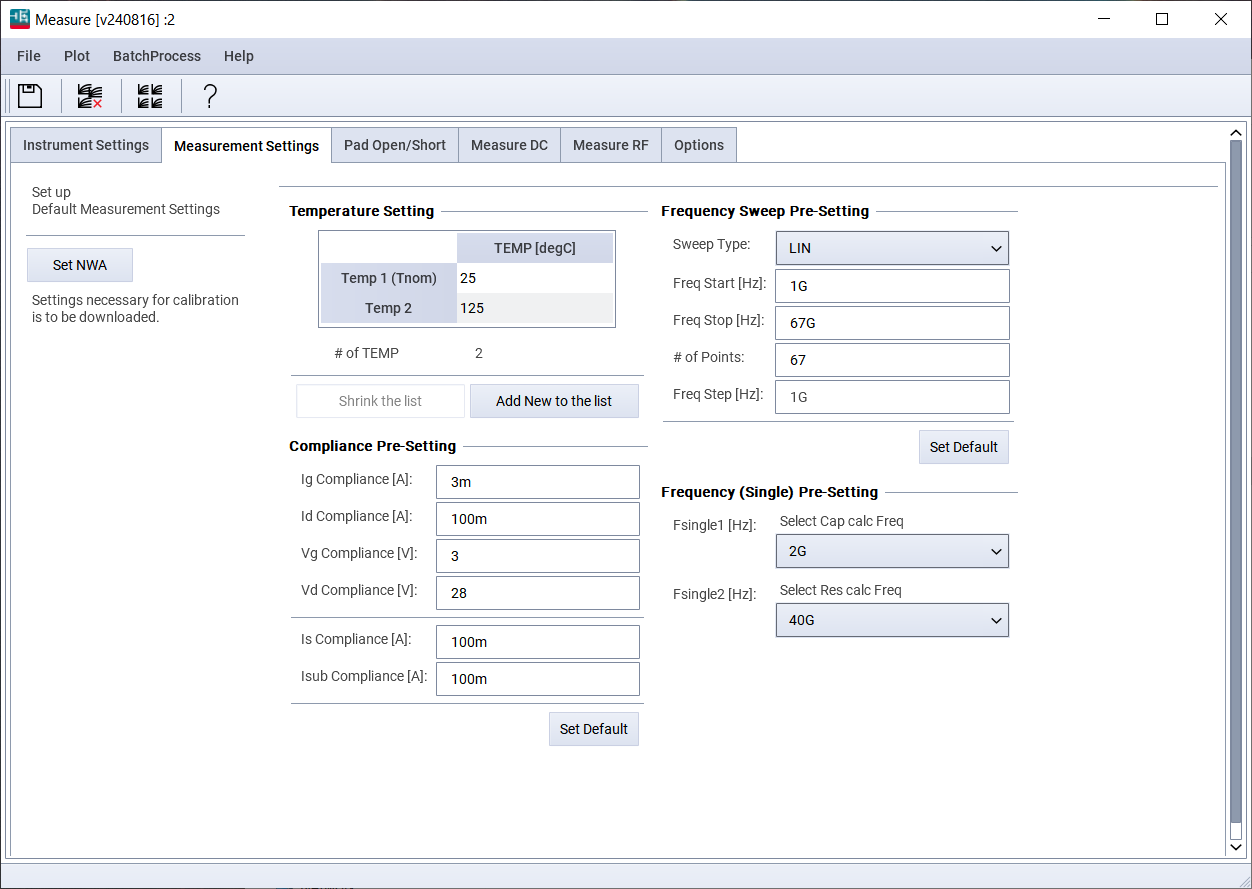 Measure [v240816] :2
File Plot BatchProcess Help
Instrument Settings Measurement Settings Pad Open/Short Measure DC Measure RF Options
Set up
Default Measurement Settings
Set NWA
Settings necessary for calibration
is to be downloaded.
Temperature Setting
TEMP [degC]
Temp 1 (Tnom) 25
Temp 2 125
# of TEMP 2
Shrink the list Add New to the list
Compliance Pre-Setting
Ig Compliance [A]: 3m
Id Compliance [A]: 100m
Vg Compliance [V]: 3
Vd Compliance [V]: 28
Is Compliance [A]: 100m
Isub Compliance [A]: 100m
Set Default
Frequency Sweep Pre-Setting
Sweep Type: LIN
Freq Start [Hz]: 1G
Freq Stop [Hz]: 67G
# of Points: 67
Freq Step [Hz]: 1G
Set Default
Frequency (Single) Pre-Setting
Fsingle1 [Hz]: Select Cap calc Freq
2G
Fsingle2 [Hz]: Select Res calc Freq
40G